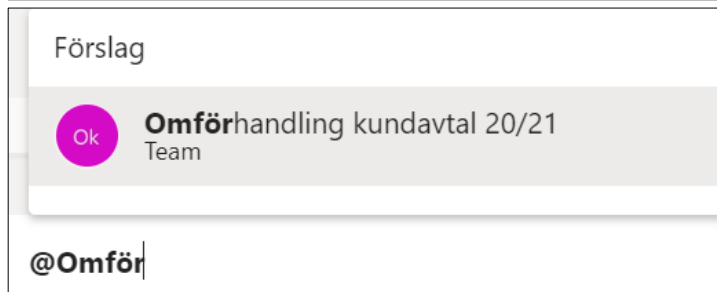 Förslag
Ok
Omförhandling kundavtal 20/21
Team
@Omför